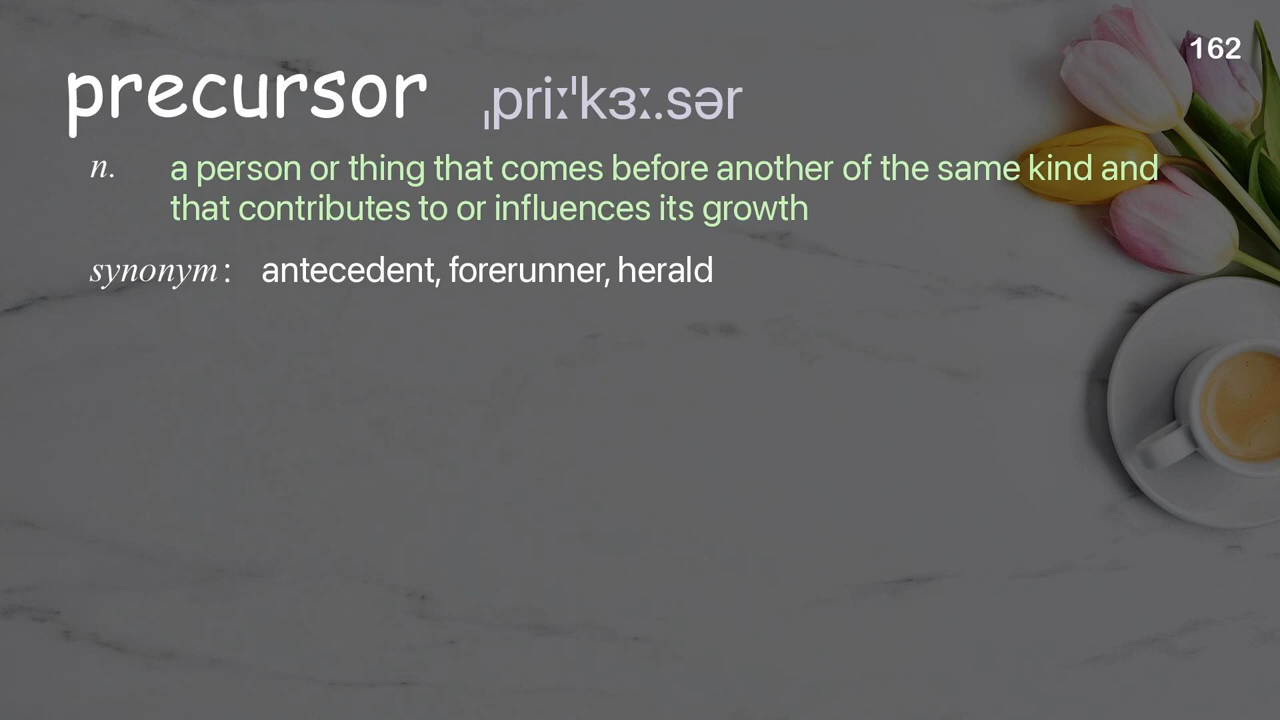 162
precursor ˌpriːˈkɜː.sər
n. a person or thing that comes before another of the same kind and
that contributes to or influences its growth
synonym: antecedent, forerunner, herald